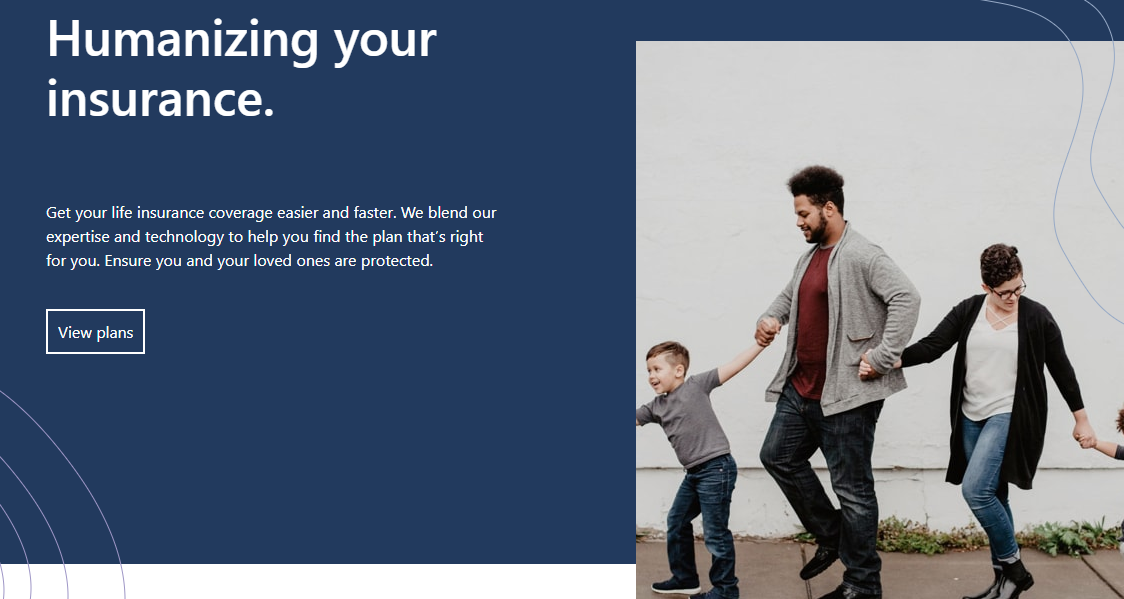 Humanizing your
insurance.
Get your life insurance coverage easier and faster. We blend our
expertise and technology to help you find the plan that's right
for you. Ensure you and your loved ones are protected.
View plans